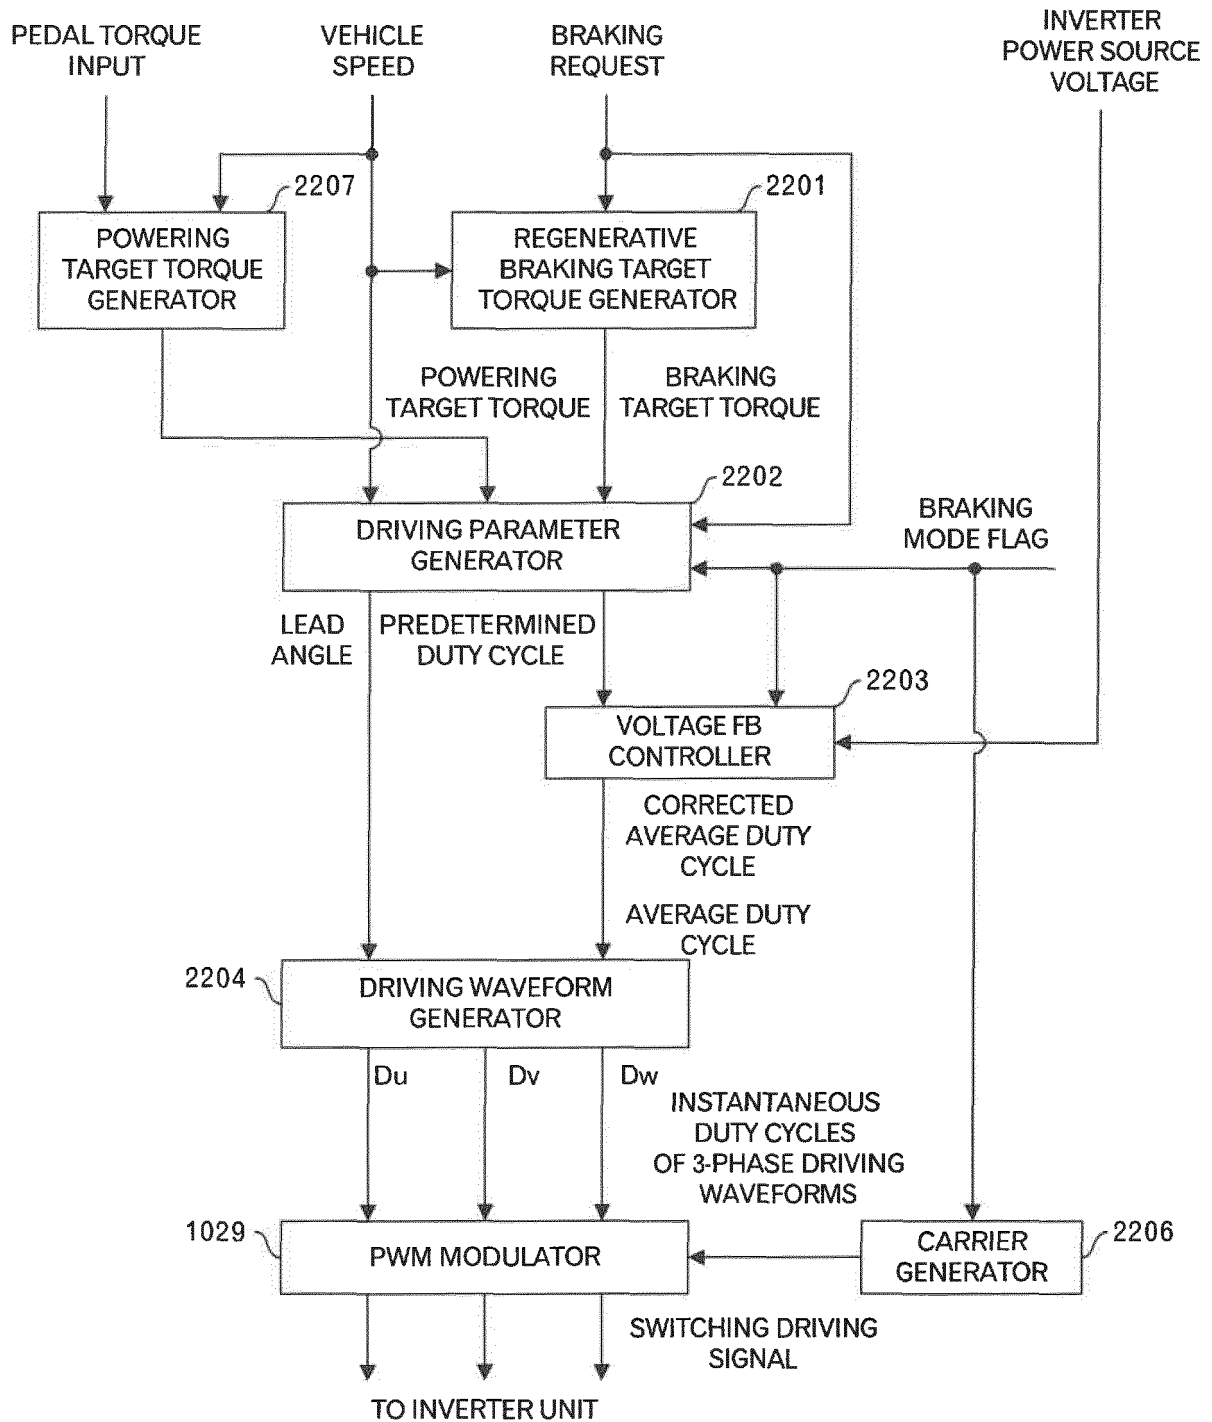 PEDAL TORQUE
INPUT
VEHICLE
SPEED
BRAKING
REQUEST
INVERTER
POWER SOURCE
VOLTAGE
2207
2201
POWERING
TARGET TORQUE
GENERATOR
REGENERATIVE
BRAKING TARGET
TORQUE GENERATOR
POWERING
TARGET TORQUE
BRAKING
TARGET TORQUE
2202
DRIVING PARAMETER
GENERATOR
BRAKING
MODE FLAG
LEAD
ANGLE
PREDETERMINED
DUTY CYCLE
2203
VOLTAGE FB
CONTROLLER
CORRECTED
AVERAGE DUTY
CYCLE
AVERAGE DUTY
CYCLE
2204
DRIVING WAVEFORM
GENERATOR
Du
Dv
Dw
INSTANTANEOUS
DUTY CYCLES
OF 3-PHASE DRIVING
WAVEFORMS
1029
PWM MODULATOR
CARRIER
GENERATOR
2206
SWITCHING DRIVING
SIGNAL
TO INVERTER UNIT